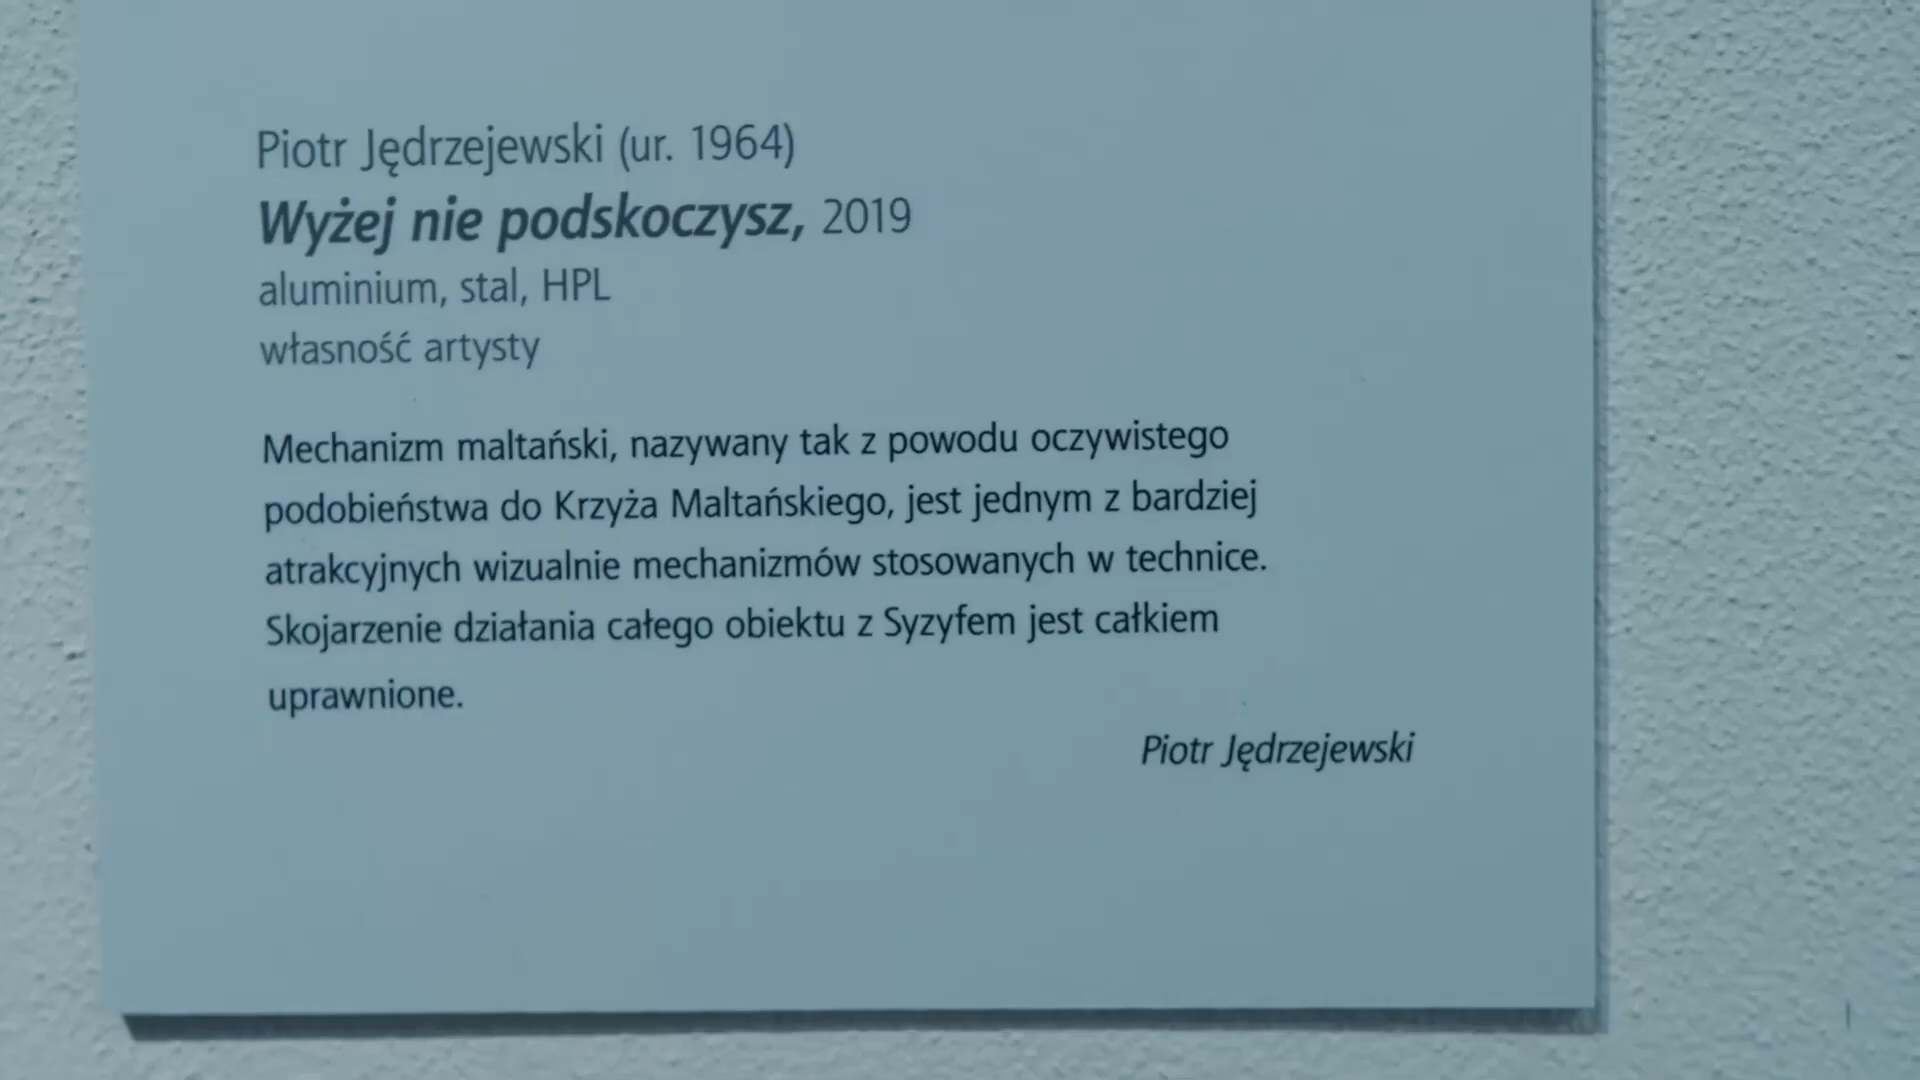 Piotr Jędrzejewski (ur. 1964)
Wyżej nie podskoczysz, 2019
aluminium, stal, HPL
własność artysty
Mechanizm maltański, nazywany tak z powodu oczywistego
podobieństwa do Krzyża Maltańskiego, jest jednym z bardziej
atrakcyjnych wizualnie mechanizmów stosowanych w technice.
Skojarzenie działania całego obiektu z Syzyfem jest całkiem
uprawnione.
Piotr Jędrzejewski